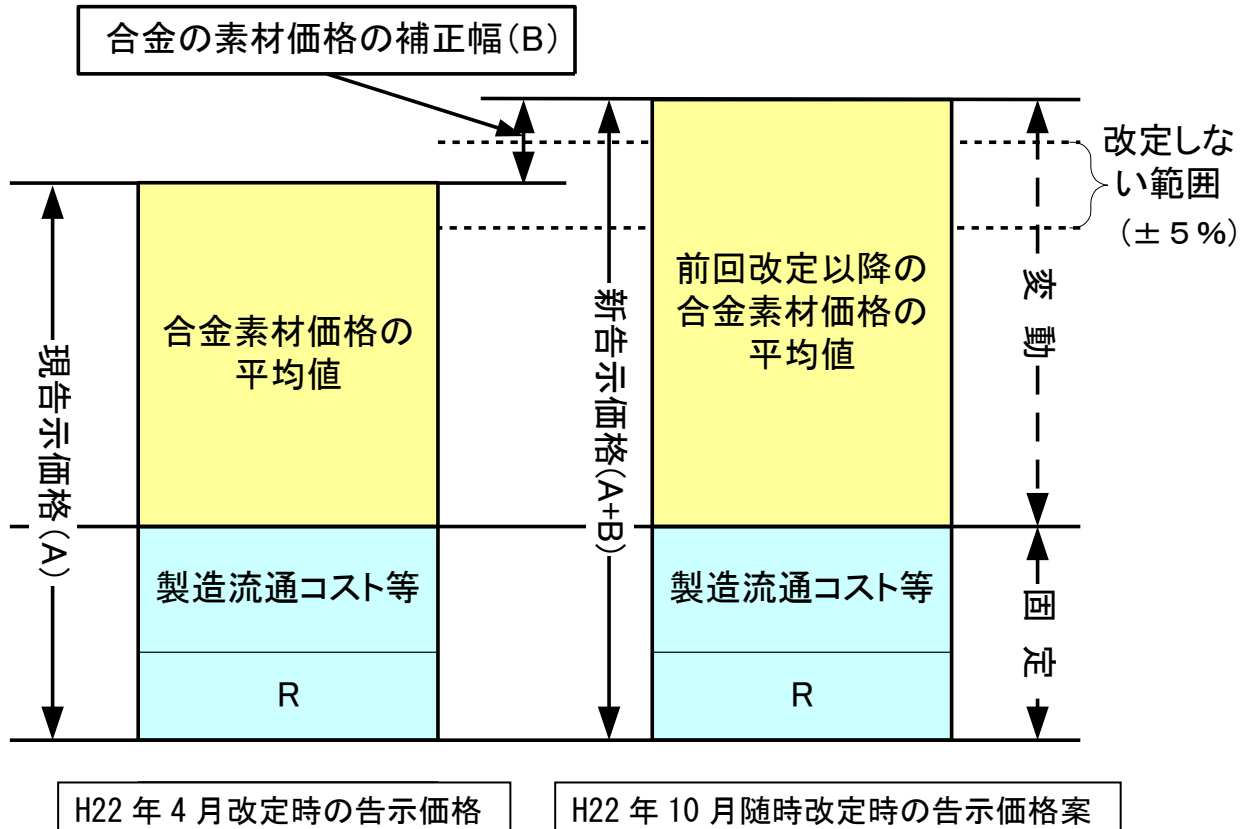 合金の素材価格の補正幅(B)
改定しな
い範囲
(±5%)
現告示価格(A)
合金素材価格の
平均値
新告示価格(A+B)
前回改定以降の
合金素材価格の
平均値
変動
製造流通コスト等
R
製造流通コスト等
R
固定
H22年4月改定時の告示価格
H22年10月随時改定時の告示価格案